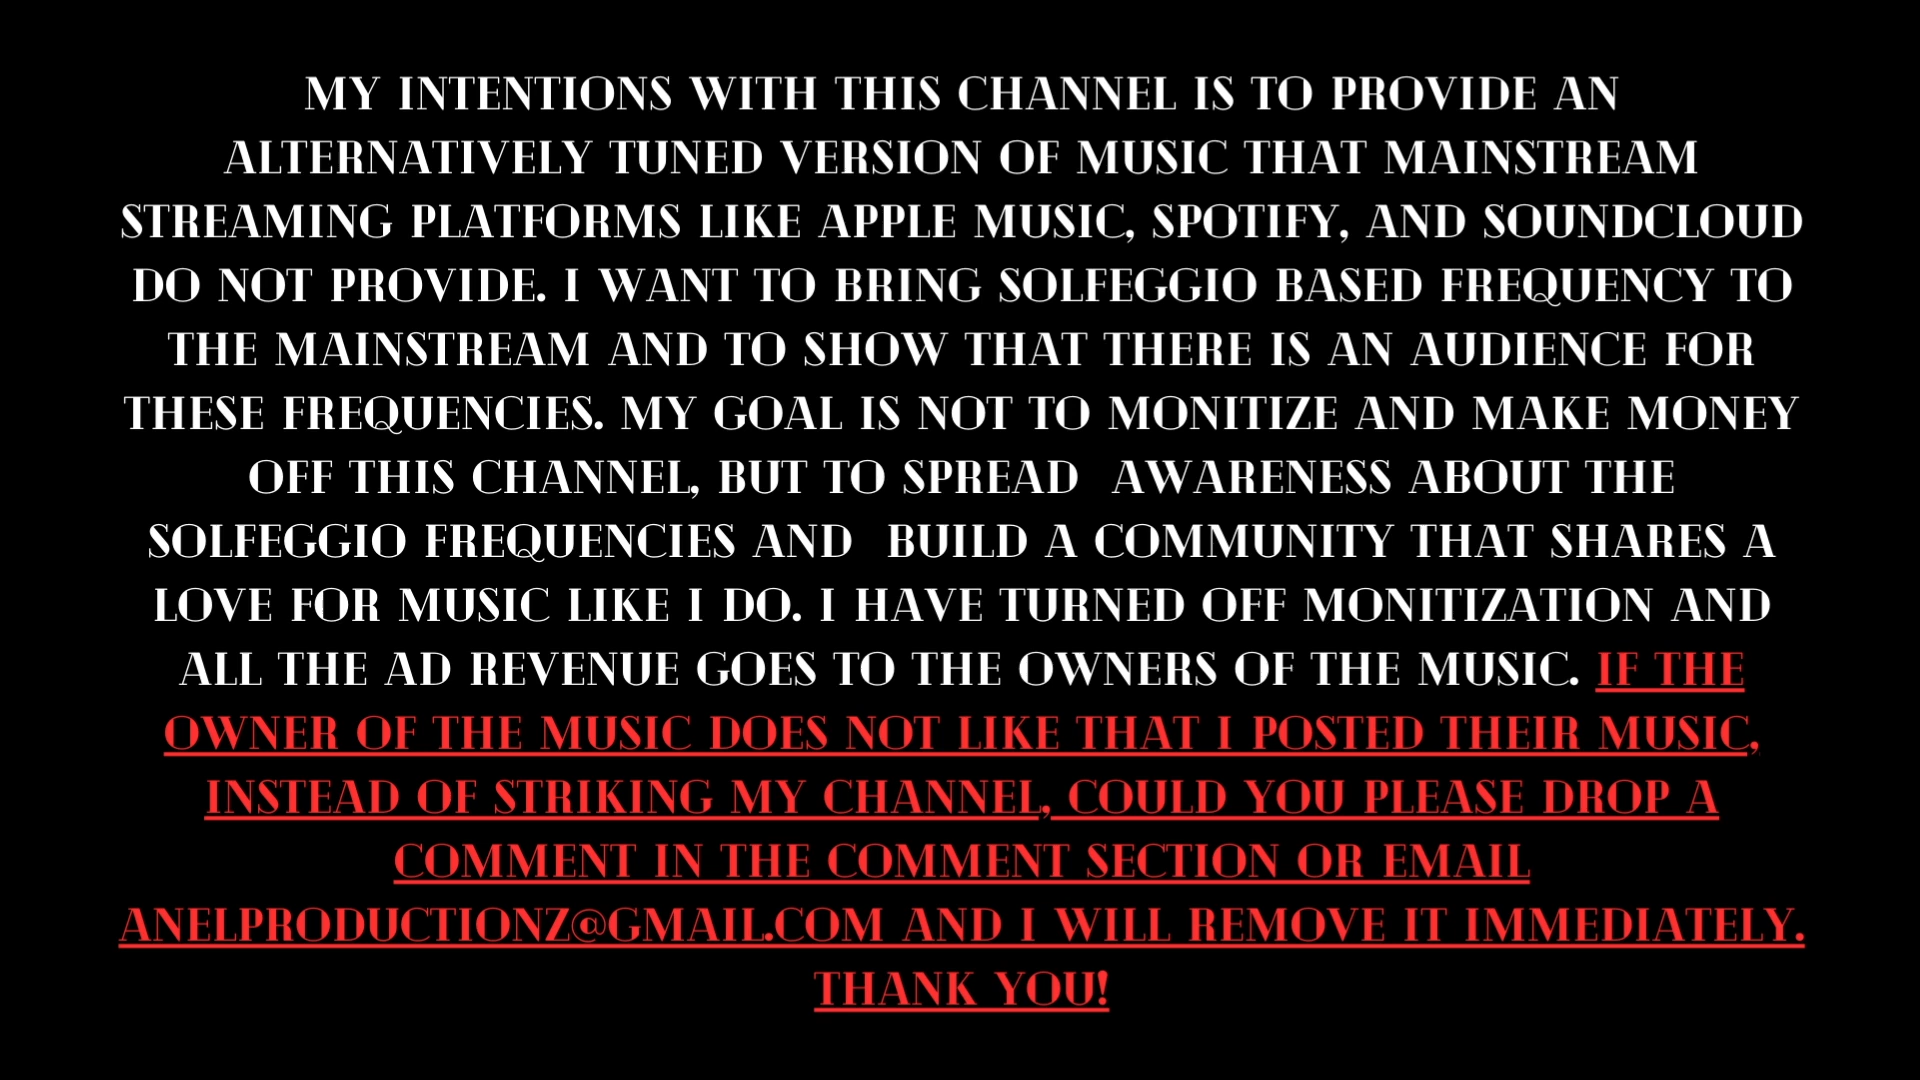 MY INTENTIONS WITH THIS CHANNEL IS TO PROVIDE AN
ALTERNATIVELY TUNED VERSION OF MUSIC THAT MAINSTREAM
STREAMING PLATFORMS LIKE APPLE MUSIC, SPOTIFY, AND SOUNDCLOUD
DO NOT PROVIDE. I WANT TO BRING SOLFEGGIO BASED FREQUENCY TO
THE MAINSTREAM AND TO SHOW THAT THERE IS AN AUDIENCE FOR
THESE FREQUENCIES. MY GOAL IS NOT TO MONITIZE AND MAKE MONEY
OFF THIS CHANNEL, BUT TO SPREAD  AWARENESS ABOUT THE
SOLFEGGIO FREQUENCIES AND  BUILD A COMMUNITY THAT SHARES A
LOVE FOR MUSIC LIKE I DO. I HAVE TURNED OFF MONITIZATION AND
ALL THE AD REVENUE GOES TO THE OWNERS OF THE MUSIC. IF THE
OWNER OF THE MUSIC DOES NOT LIKE THAT I POSTED THEIR MUSIC,
INSTEAD OF STRIKING MY CHANNEL, COULD YOU PLEASE DROP A
COMMENT IN THE COMMENT SECTION OR EMAIL
ANELPRODUCTIONZ@GMAIL.COM AND I WILL REMOVE IT IMMEDIATELY.
THANK YOU!